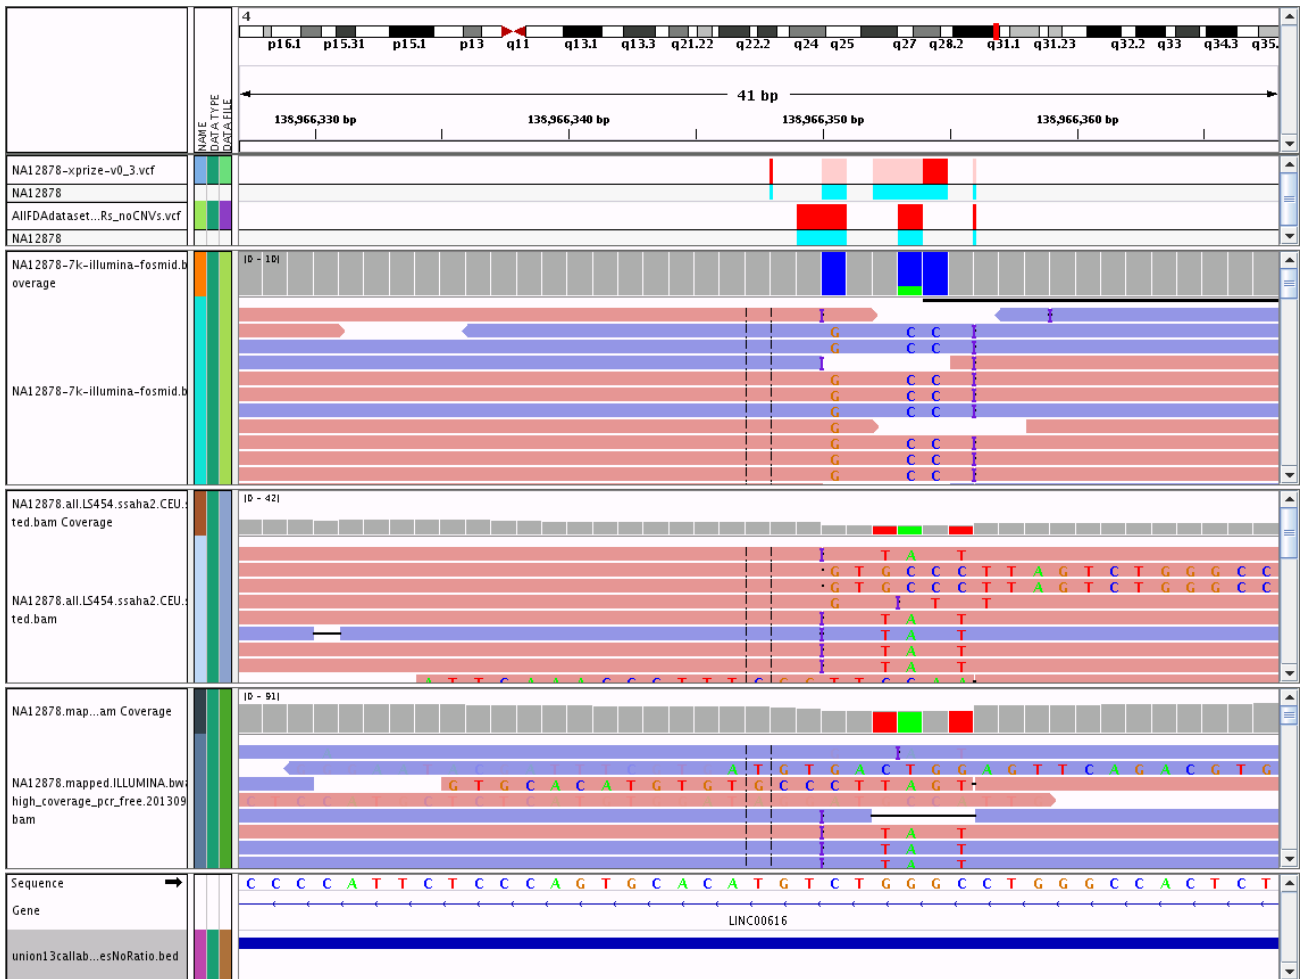 4
p16.1 p15.31 p15.1 p13 q11 q13.1 q13.3 q21.22 q22.2 q24 q25 q27 q28.2 q31.1 q31.23 q32.2 q33 q34.3 q35.
41 bp
NAME
DATA TYPE
DATA FILE
138,966,330 bp 138,966,340 bp 138,966,350 bp 138,966,360 bp
NA12878-xprize-v0_3.vcf
NA12878
AllFDAdataset...Rs_noCNVs.vcf
NA12878
NA12878-7k-illumina-fosmid.b
overage
[0 - 10]
G C C
G C C
NA12878-7k-illumina-fosmid.b
G C C
G C C
G C C
G
G C C
G C C
G C C
NA12878.all.LS454.ssaha2.CEU.s
ted.bam Coverage
[0 - 42]
T A T
G T G C C C T T A G T C T G G G C C
G T G C C C T T A G T C T G G G C C
NA12878.all.LS454.ssaha2.CEU.s
ted.bam
G T T
T A T
T A T
T A T
T A T
NA12878.map...am Coverage
[0 - 91]
A T G T G A C T G G A G T T C A G A C G T G
NA12878.mapped.ILLUMINA.bwa
high_coverage_pcr_free.201309
bam
G T G C A C A T G T G T G C C C T T A G T
T A T
T A T
T A T
Sequence C C C C A T T C T C C C A G T G C A C A T G T C T G G G C C T G G G C C A C T C T
Gene
LINC00616
union13callab...esNoRatio.bed